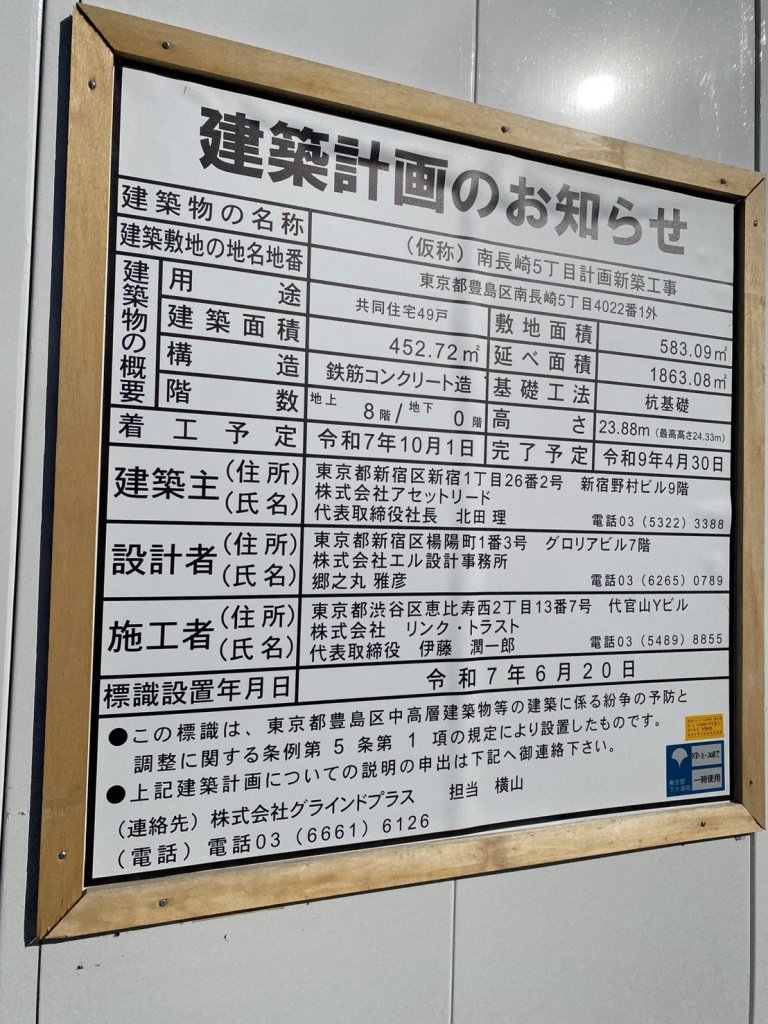 建築計画のお知らせ
建築物の名称 （仮称）南長崎5丁目計画新築工事
建築敷地の地名地番 東京都豊島区南長崎5丁目4022番1外
建築物の概要
用途 共同住宅49戸 敷地面積 583.09㎡
建築面積 452.72㎡ 延べ面積 1863.08㎡
構造 鉄筋コンクリート造 基礎工法 杭基礎
階数 地上 8階/地下 0階 高さ 23.88m（最高高さ24.33m）
着工予定 令和7年10月1日 完了予定 令和9年4月30日
建築主（住所）東京都新宿区新宿1丁目26番2号 新宿野村ビル9階
（氏名）株式会社アセットリード
代表取締役社長 北田 理 電話03（5322）3388
設計者（住所）東京都新宿区楊陽町1番3号 グロリアビル7階
（氏名）株式会社エル設計事務所
郷之丸 雅彦 電話03（6265）0789
施工者（住所）東京都渋谷区恵比寿西2丁目13番7号 代官山Yビル
（氏名）株式会社 リンク・トラスト
代表取締役 伊藤 潤一郎 電話03（5489）8855
標識設置年月日 令和7年6月20日
●この標識は、東京都豊島区中高層建築物等の建築に係る紛争の予防と
調整に関する条例第5条第1項の規定により設置したものです。
●上記建築計画についての説明の申出は下記へ御連絡下さい。
（連絡先）株式会社グラインドプラス 担当 横山
（電話）電話03（6661）6126
東京都
下水道局
一時使用